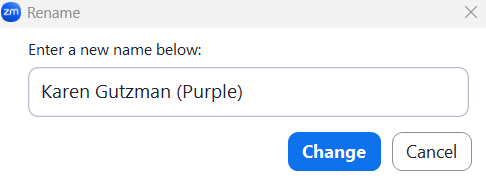 zm Rename
Enter a new name below:
Karen Gutzman (Purple)
Change Cancel